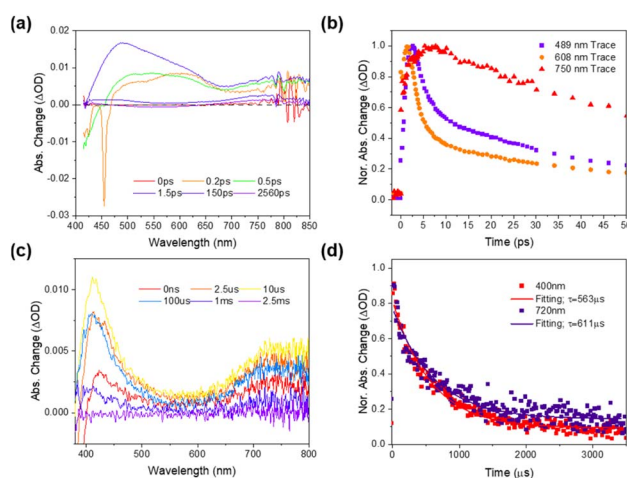 (a)
0.02
0.01
0.00
-0.01
-0.02
-0.03
Abs. Change (ΔOD)
0ps 0.2ps 0.5ps
1.5ps 150ps 2560ps
400 450 500 550 600 650 700 750 800 850
Wavelength (nm)
(b)
1.0
0.8
0.6
0.4
0.2
0.0
Nor. Abs. Change (ΔOD)
489 nm Trace
608 nm Trace
750 nm Trace
0 5 10 15 20 25 30 35 40 45 50
Time (ps)
(c)
0.010
0.005
0.000
Abs. Change (ΔOD)
0ns 2.5us 10us
100us 1ms 2.5ms
400 500 600 700 800
Wavelength (nm)
(d)
1.0
0.8
0.6
0.4
0.2
0.0
Nor. Abs. Change (ΔOD)
400nm
Fitting; τ=563μs
720nm
Fitting; τ=611μs
0 1000 2000 3000
Time (μs)